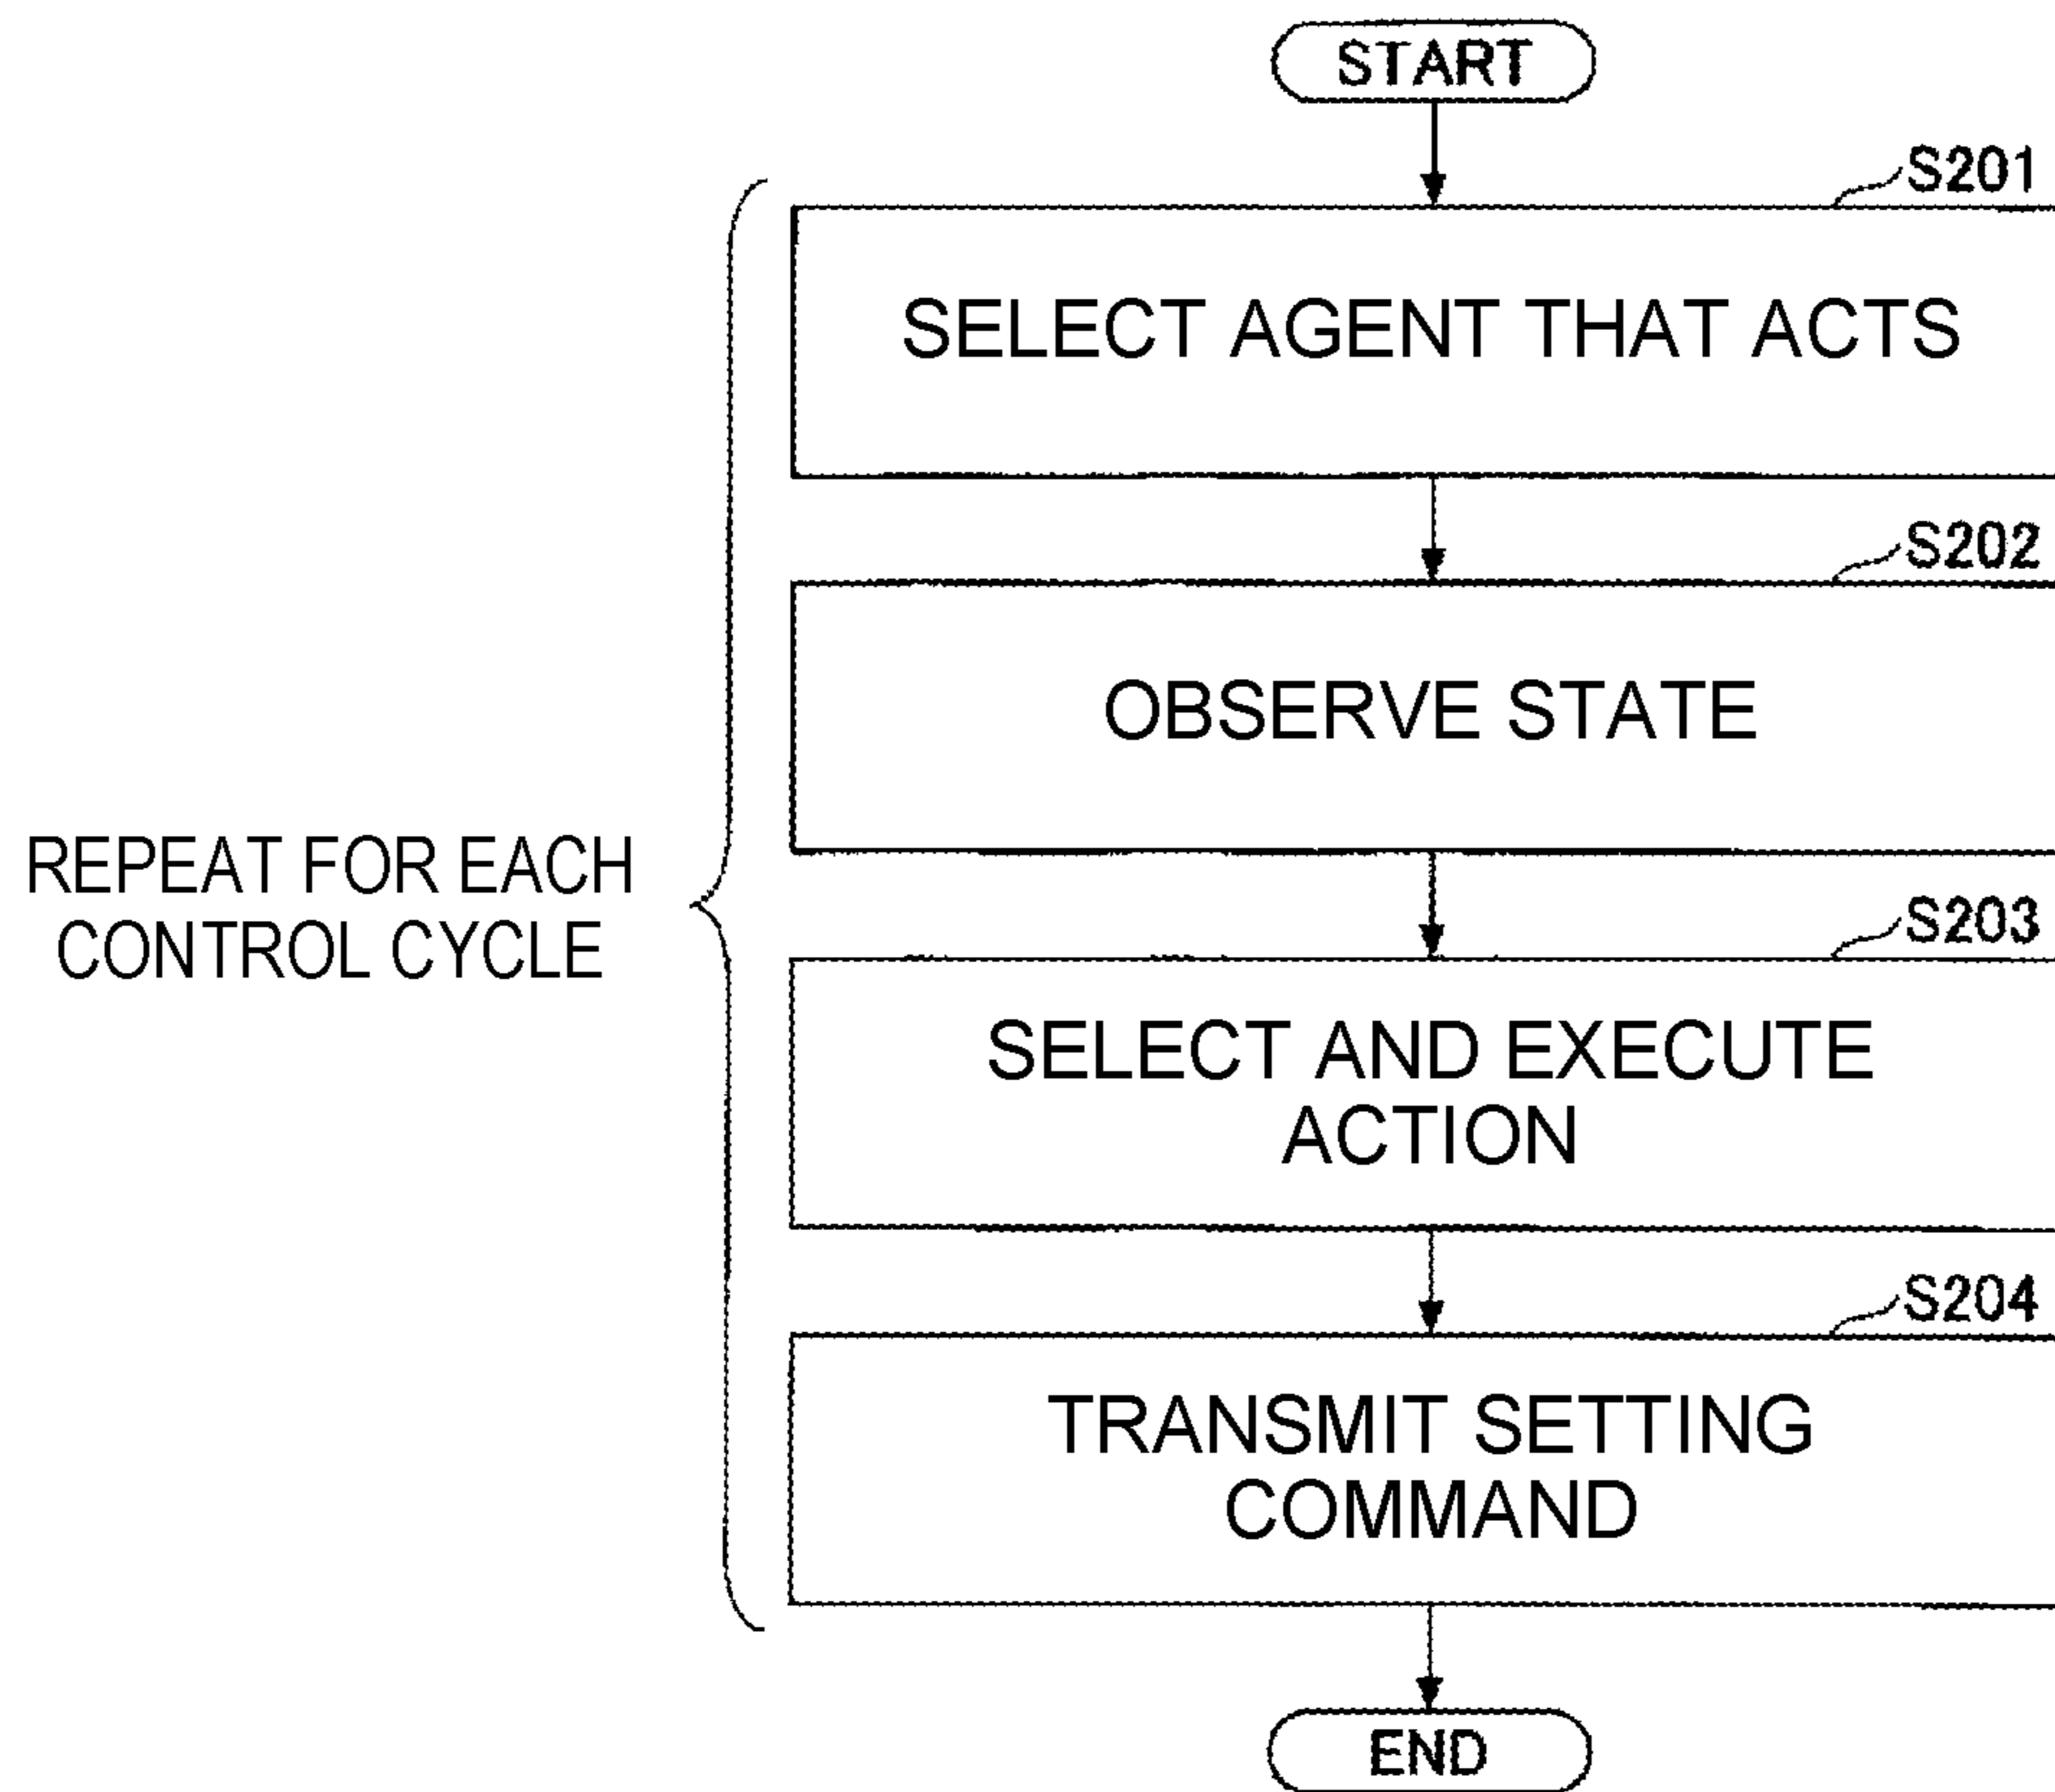 START
S201
SELECT AGENT THAT ACTS
S202
OBSERVE STATE
REPEAT FOR EACH
CONTROL CYCLE
S203
SELECT AND EXECUTE
ACTION
S204
TRANSMIT SETTING
COMMAND
END